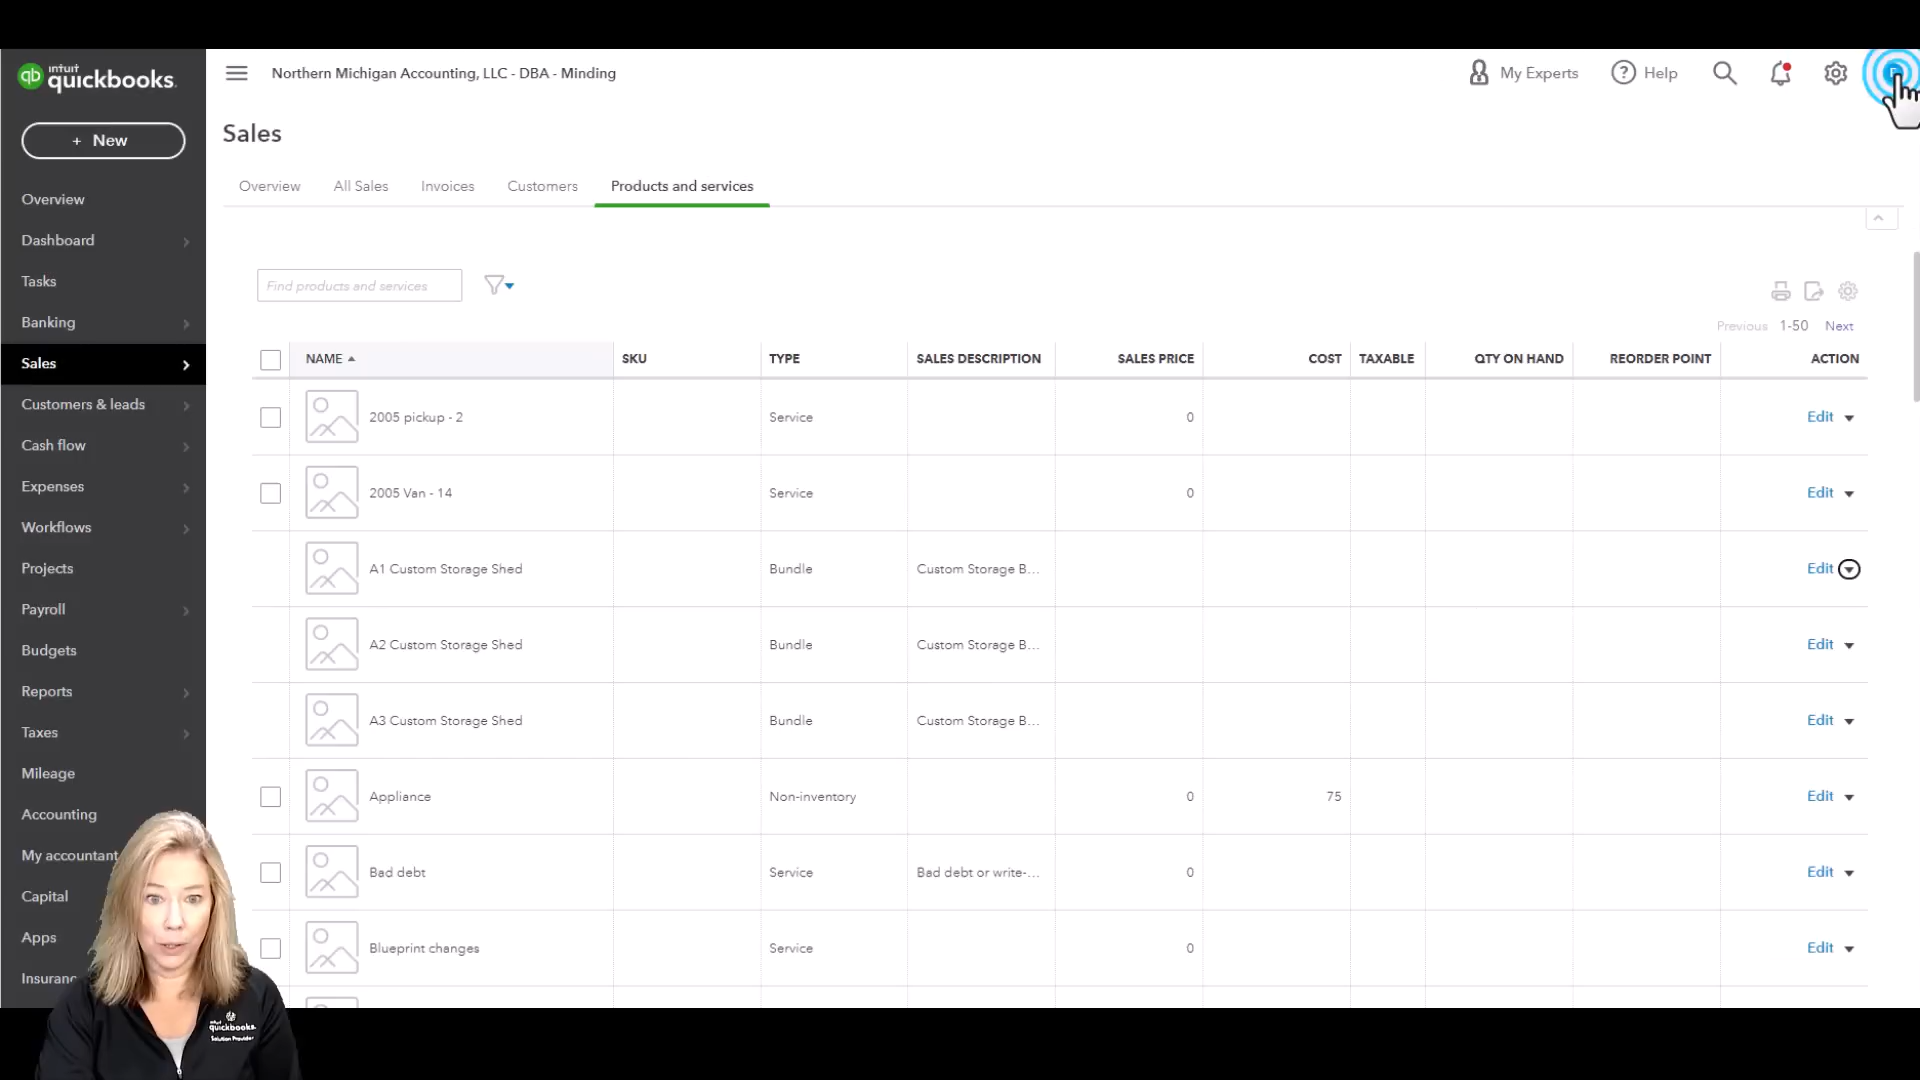 intuit
quickbooks.
Northern Michigan Accounting, LLC - DBA - Minding
My Experts
Help
+ New
Sales
Overview
All Sales
Invoices
Customers
Products and services
Overview
Dashboard
Tasks
Banking
Sales
Customers & leads
Cash flow
Expenses
Workflows
Projects
Payroll
Budgets
Reports
Taxes
Mileage
Accounting
My accountant
Capital
Apps
Insuranc
Find products and services
Previous 1-50 Next
NAME SKU TYPE SALES DESCRIPTION SALES PRICE COST TAXABLE QTY ON HAND REORDER POINT ACTION
2005 pickup - 2 Service 0 Edit
2005 Van - 14 Service 0 Edit
A1 Custom Storage Shed Bundle Custom Storage B... Edit
A2 Custom Storage Shed Bundle Custom Storage B... Edit
A3 Custom Storage Shed Bundle Custom Storage B... Edit
Appliance Non-inventory 0 75 Edit
Bad debt Service Bad debt or write-... 0 Edit
Blueprint changes Service 0 Edit
intuit
quickbooks.
Solution Provider